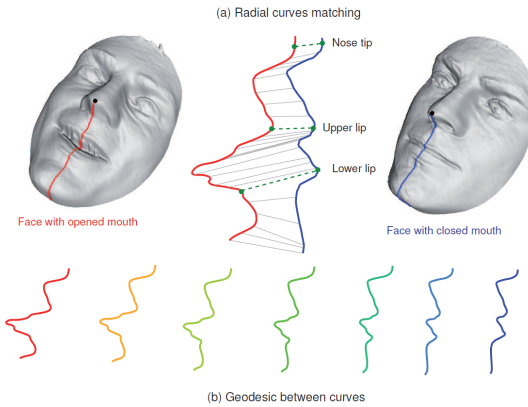 (a) Radial curves matching
Nose tip
Upper lip
Lower lip
Face with opened mouth
Face with closed mouth
(b) Geodesic between curves